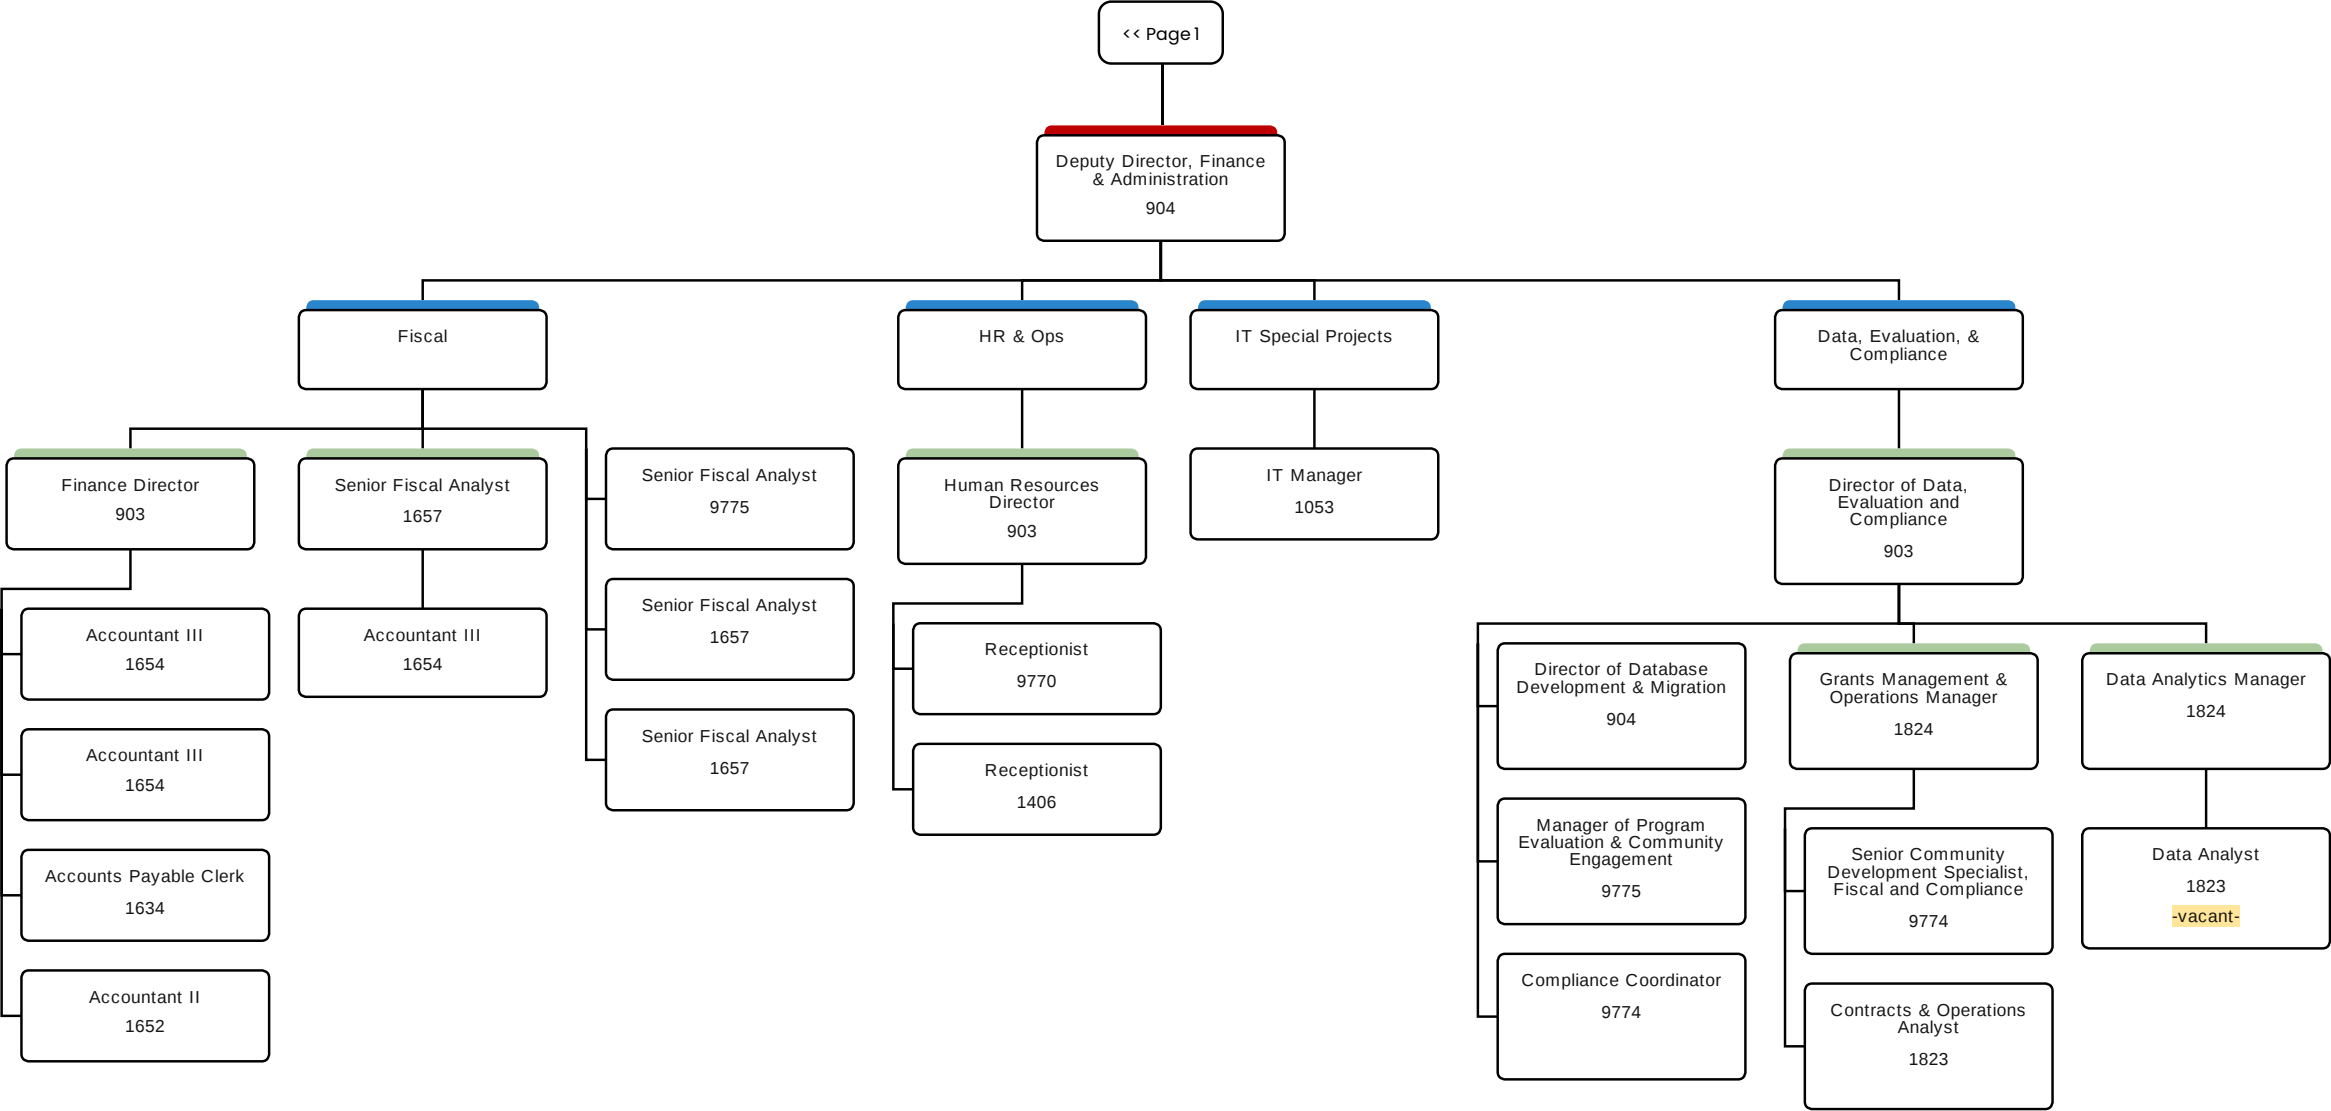 << Page 1
Deputy Director, Finance
& Administration
904
Fiscal
HR & Ops
IT Special Projects
Data, Evaluation, &
Compliance
Finance Director
903
Senior Fiscal Analyst
1657
Senior Fiscal Analyst
9775
Human Resources
Director
903
IT Manager
1053
Director of Data,
Evaluation and
Compliance
903
Accountant III
1654
Accountant III
1654
Senior Fiscal Analyst
1657
Receptionist
9770
Director of Database
Development & Migration
904
Grants Management &
Operations Manager
1824
Data Analytics Manager
1824
Accountant III
1654
Senior Fiscal Analyst
1657
Receptionist
1406
Manager of Program
Evaluation & Community
Engagement
9775
Senior Community
Development Specialist,
Fiscal and Compliance
9774
Data Analyst
1823
-vacant-
Accounts Payable Clerk
1634
Accountant II
1652
Compliance Coordinator
9774
Contracts & Operations
Analyst
1823